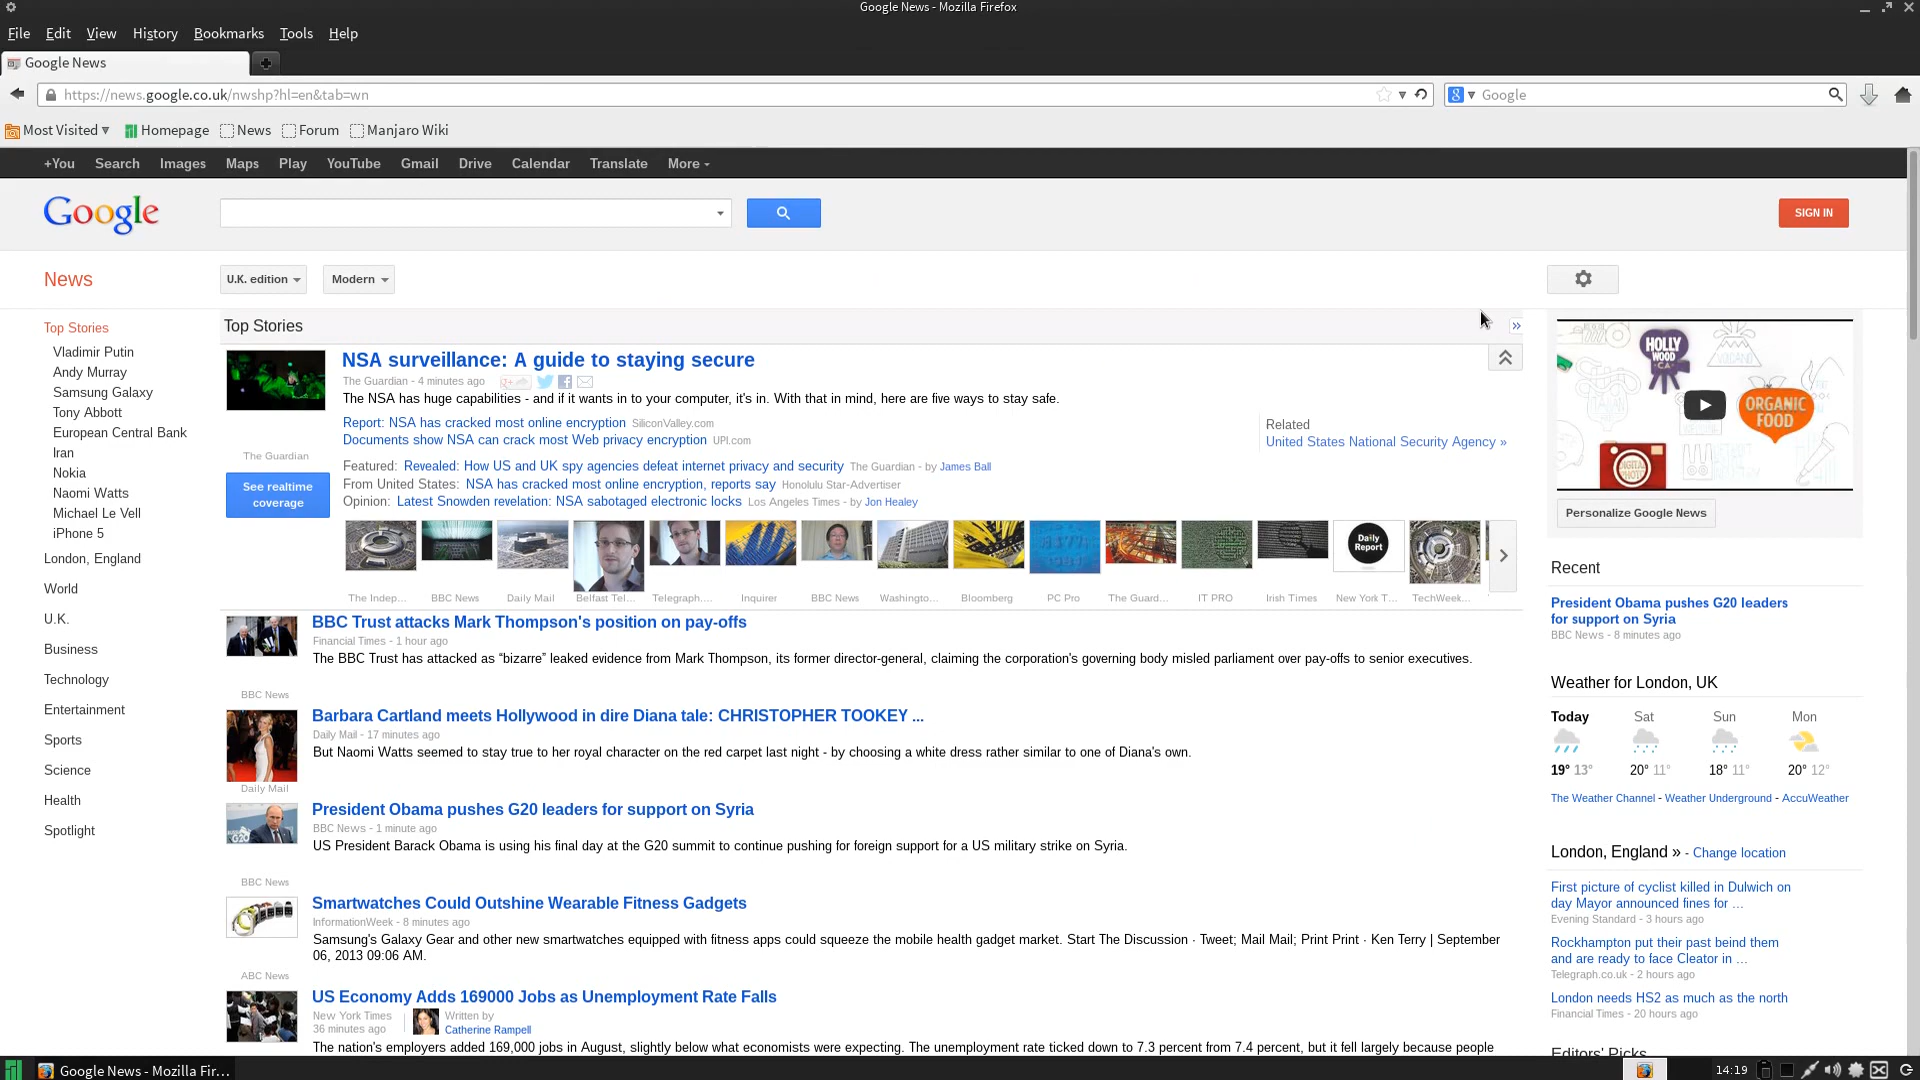 Google News - Mozilla Firefox
File Edit View History Bookmarks Tools Help
Google News
https://news.google.co.uk/nwshp?hl=en&tab=wn
Google
Most Visited Homepage News Forum Manjaro Wiki
+You Search Images Maps Play YouTube Gmail Drive Calendar Translate More
Google
SIGN IN
News
U.K. edition
Modern
Top Stories
Vladimir Putin
Andy Murray
Samsung Galaxy
Tony Abbott
European Central Bank
Iran
Nokia
Naomi Watts
Michael Le Vell
iPhone 5
London, England
World
U.K.
Business
Technology
Entertainment
Sports
Science
Health
Spotlight
Top Stories
»
NSA surveillance: A guide to staying secure
The Guardian - 4 minutes ago
The NSA has huge capabilities - and if it wants in to your computer, it's in. With that in mind, here are five ways to stay safe.
Report: NSA has cracked most online encryption SiliconValley.com
Documents show NSA can crack most Web privacy encryption UPI.com
Related
United States National Security Agency »
The Guardian
See realtime
coverage
Featured: Revealed: How US and UK spy agencies defeat internet privacy and security The Guardian - by James Ball
From United States: NSA has cracked most online encryption, reports say Honolulu Star-Advertiser
Opinion: Latest Snowden revelation: NSA sabotaged electronic locks Los Angeles Times - by Jon Healey
Daily
Report
The Indep... BBC News Daily Mail Belfast Tel... Telegraph.... Inquirer BBC News Washingto... Bloomberg PC Pro The Guard... IT PRO Irish Times New York T... TechWeek...
BBC Trust attacks Mark Thompson's position on pay-offs
Financial Times - 1 hour ago
The BBC Trust has attacked as “bizarre” leaked evidence from Mark Thompson, its former director-general, claiming the corporation's governing body misled parliament over pay-offs to senior executives.
BBC News
Barbara Cartland meets Hollywood in dire Diana tale: CHRISTOPHER TOOKEY ...
Daily Mail - 17 minutes ago
But Naomi Watts seemed to stay true to her royal character on the red carpet last night - by choosing a white dress rather similar to one of Diana's own.
Daily Mail
President Obama pushes G20 leaders for support on Syria
BBC News - 1 minute ago
US President Barack Obama is using his final day at the G20 summit to continue pushing for foreign support for a US military strike on Syria.
G20
BBC News
Smartwatches Could Outshine Wearable Fitness Gadgets
InformationWeek - 8 minutes ago
Samsung's Galaxy Gear and other new smartwatches equipped with fitness apps could squeeze the mobile health gadget market. Start The Discussion · Tweet; Mail Mail; Print Print · Ken Terry | September
06, 2013 09:06 AM.
ABC News
US Economy Adds 169000 Jobs as Unemployment Rate Falls
New York Times
36 minutes ago
Written by
Catherine Rampell
The nation's employers added 169,000 jobs in August, slightly below what economists were expecting. The unemployment rate ticked down to 7.3 percent from 7.4 percent, but it fell largely because people
HOLLY
WOOD
CA
VOLCANO
ORGANIC
FOOD
DIGITAL
PHOTO
Personalize Google News
Recent
President Obama pushes G20 leaders
for support on Syria
BBC News - 8 minutes ago
Weather for London, UK
Today Sat Sun Mon
19° 13° 20° 11° 18° 11° 20° 12°
The Weather Channel - Weather Underground - AccuWeather
London, England » - Change location
First picture of cyclist killed in Dulwich on
day Mayor announced fines for ...
Evening Standard - 3 hours ago
Rockhampton put their past beind them
and are ready to face Cleator in ...
Telegraph.co.uk - 2 hours ago
London needs HS2 as much as the north
Financial Times - 20 hours ago
Editors' Picks
Google News - Mozilla Fir...
14:19